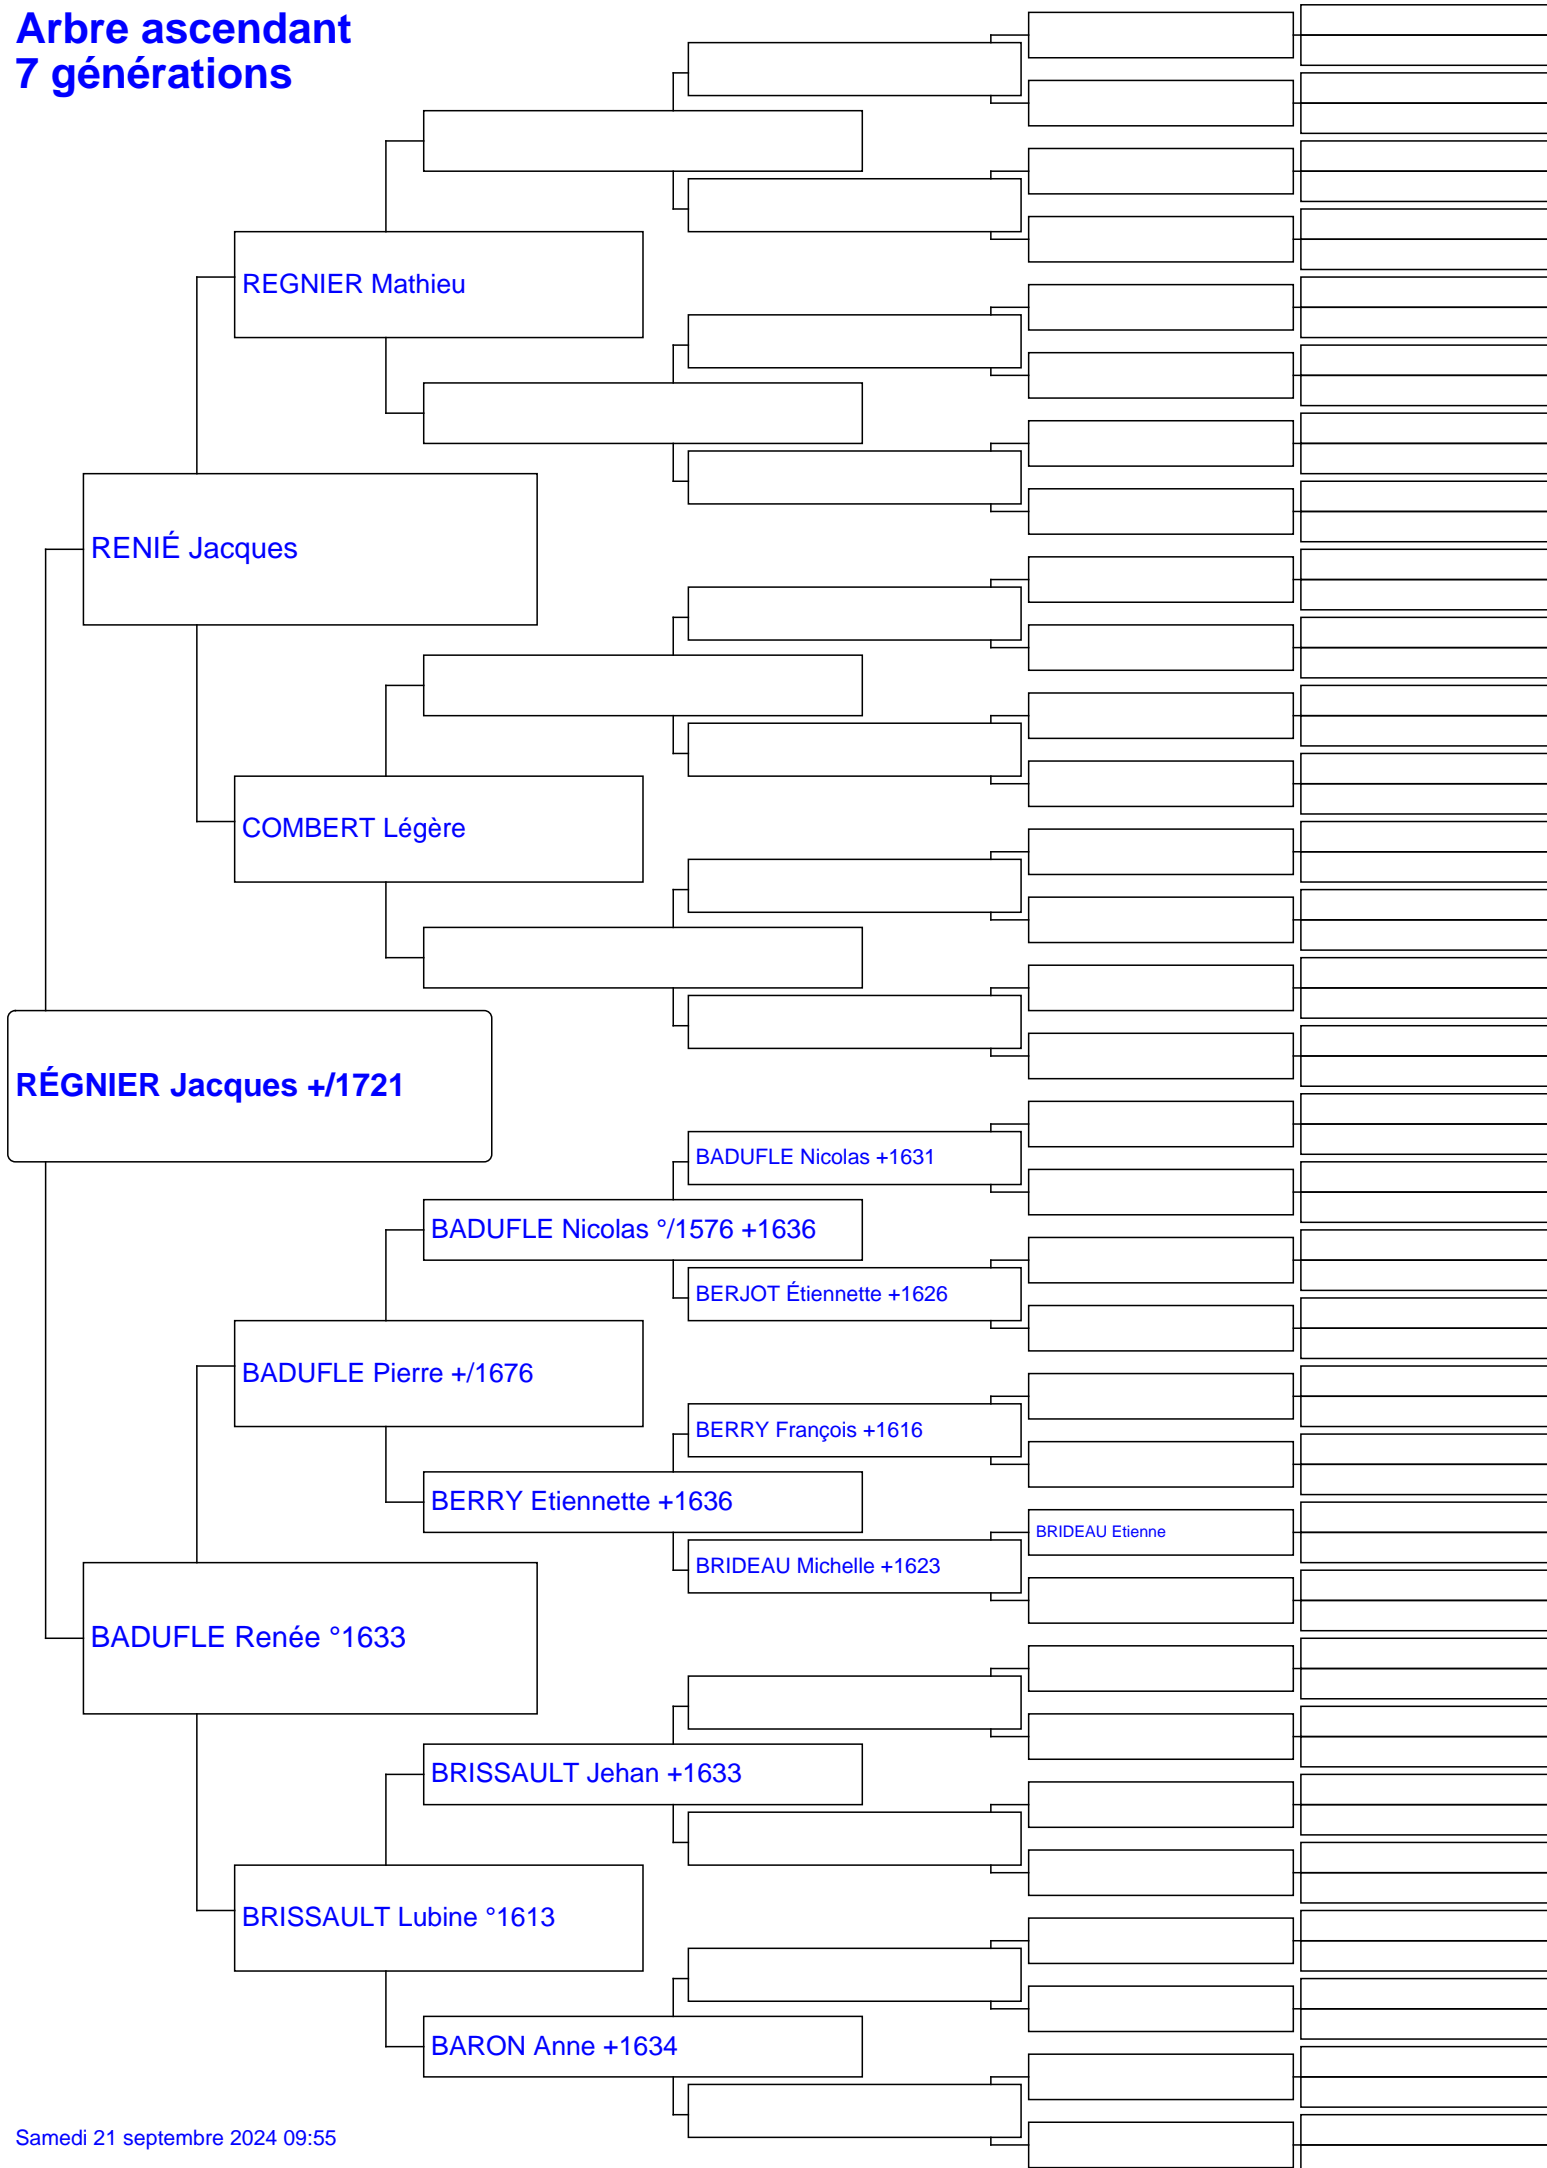 Arbre ascendant
7 générations
REGNIER Mathieu
RENIÉ Jacques
COMBERT Légère
RÉGNIER Jacques +/1721
BADUFLE Nicolas +1631
BADUFLE Nicolas °/1576 +1636
BERJOT Étiennette +1626
BADUFLE Pierre +/1676
BERRY François +1616
BERRY Etiennette +1636
BRIDEAU Etienne
BRIDEAU Michelle +1623
BADUFLE Renée °1633
BRISSAULT Jehan +1633
BRISSAULT Lubine °1613
BARON Anne +1634
Samedi 21 septembre 2024 09:55